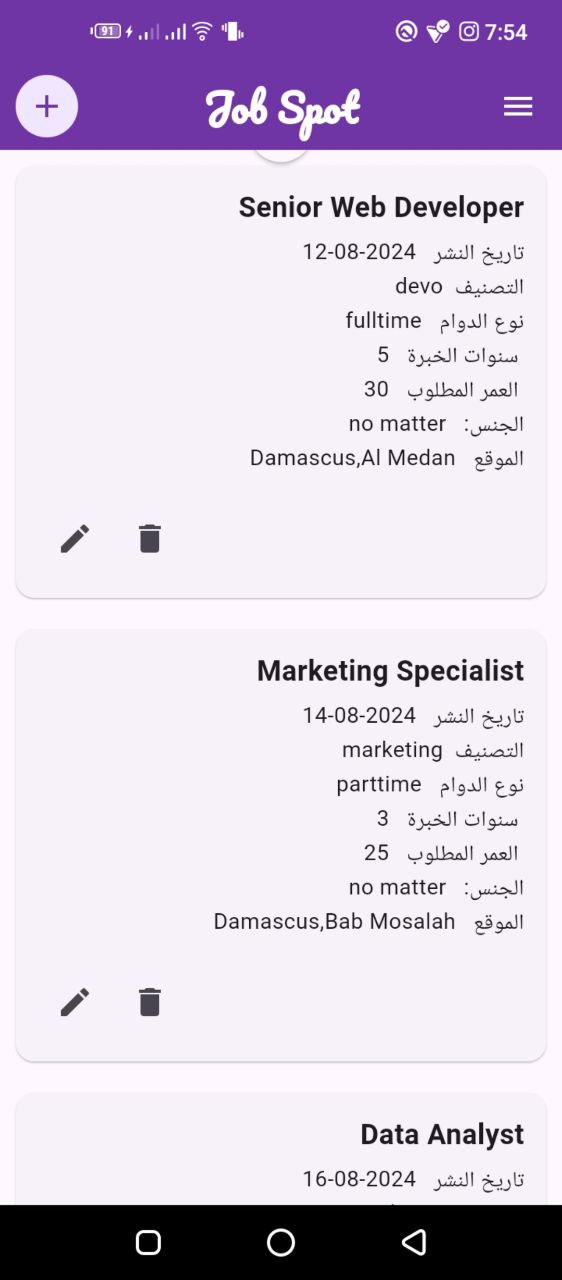 91
7:54
Job Spot
Senior Web Developer
تاريخ النشر 12-08-2024
التصنيف devo
نوع الدوام fulltime
سنوات الخبرة 5
العمر المطلوب 30
الجنس: no matter
الموقع Damascus,Al Medan
Marketing Specialist
تاريخ النشر 14-08-2024
التصنيف marketing
نوع الدوام parttime
سنوات الخبرة 3
العمر المطلوب 25
الجنس: no matter
الموقع Damascus,Bab Mosalah
Data Analyst
تاريخ النشر 16-08-2024